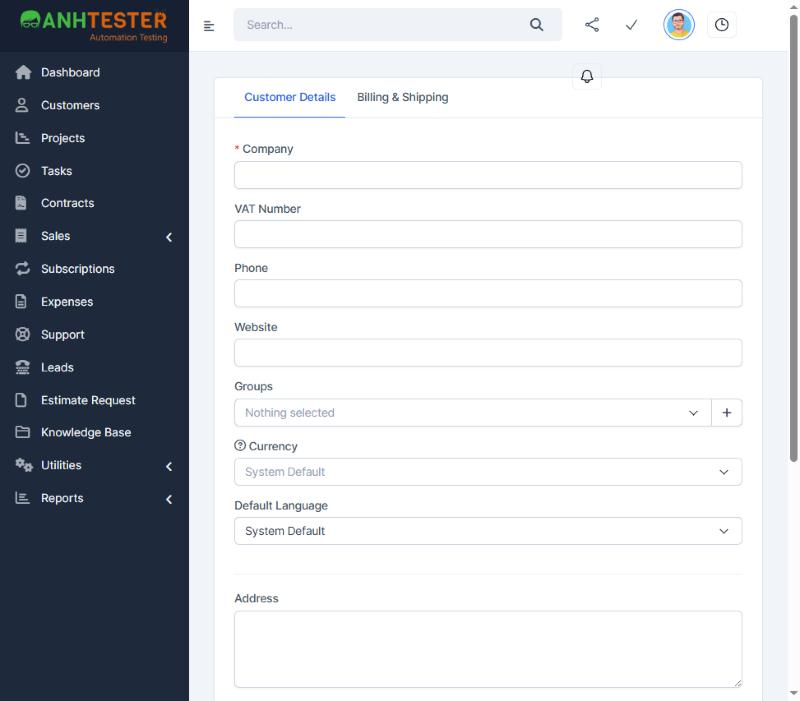 ANHTESTER
Automation Testing
Search...
Dashboard
Customers
Projects
Tasks
Contracts
Sales
Subscriptions
Expenses
Support
Leads
Estimate Request
Knowledge Base
Utilities
Reports
Customer Details
Billing & Shipping
* Company
VAT Number
Phone
Website
Groups
Nothing selected
+
Currency
System Default
Default Language
System Default
Address